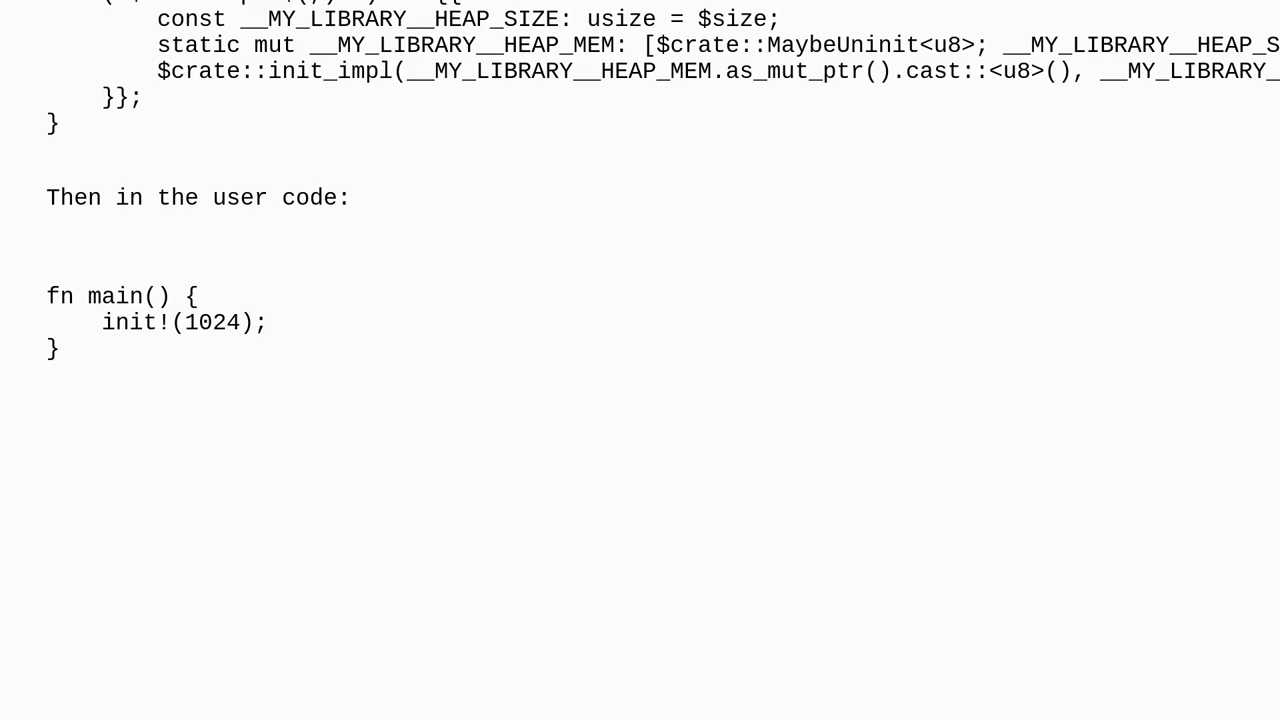 const __MY_LIBRARY__HEAP_SIZE: usize = $size;
static mut __MY_LIBRARY__HEAP_MEM: [$crate::MaybeUninit<u8>; __MY_LIBRARY__HEAP_S
$crate::init_impl(__MY_LIBRARY__HEAP_MEM.as_mut_ptr().cast::<u8>(), __MY_LIBRARY_
}};
}
Then in the user code:
fn main() {
init!(1024);
}